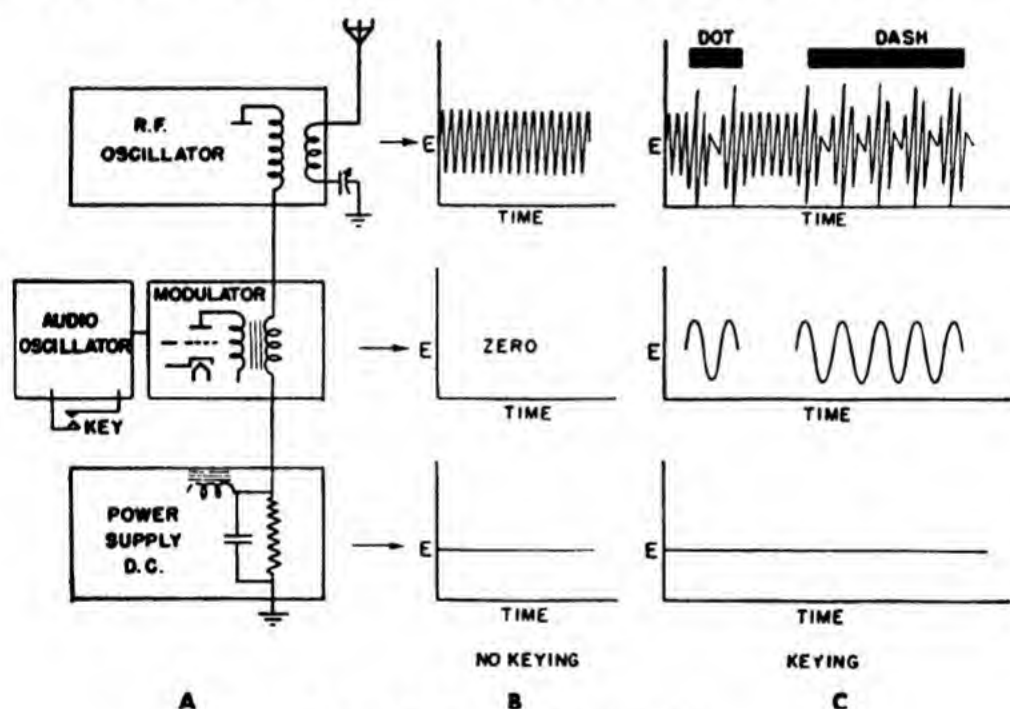 DOT DASH
R.F.
OSCILLATOR
E
TIME
E
TIME
MODULATOR
AUDIO
OSCILLATOR
KEY
E ZERO
TIME
E
TIME
POWER
SUPPLY
D.C.
E
TIME
E
TIME
NO KEYING
KEYING
A
B
C